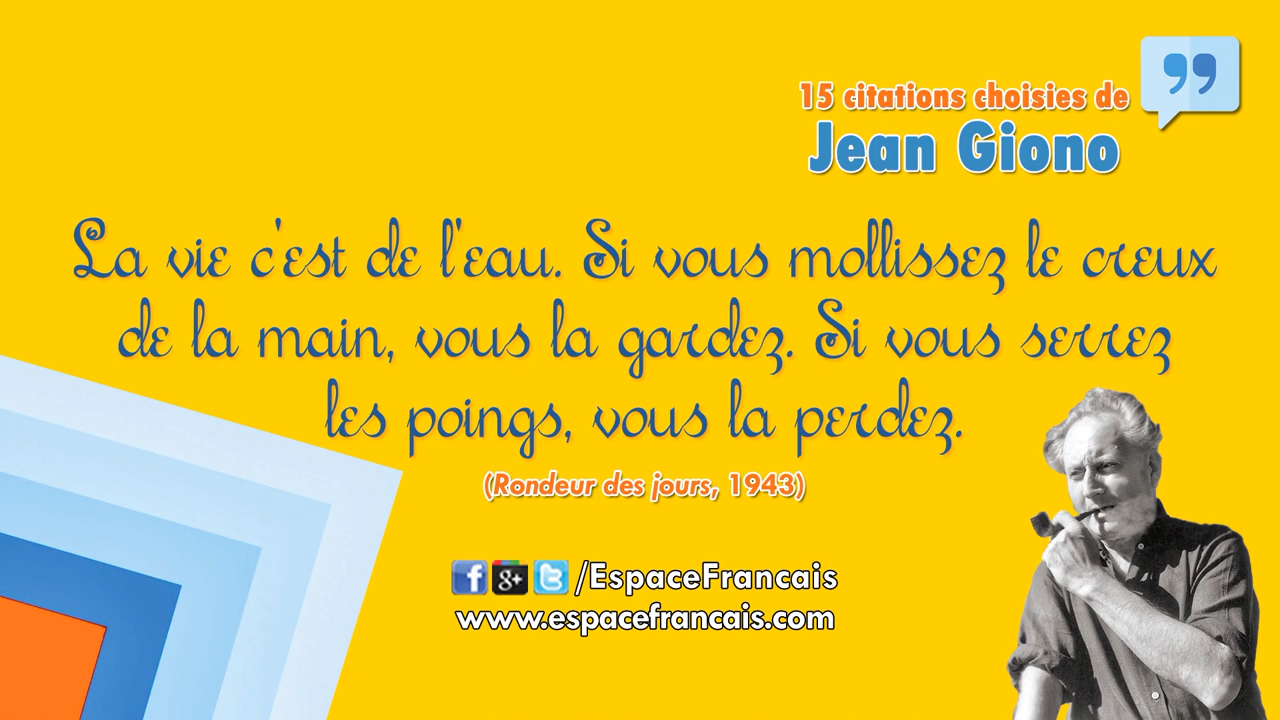 15 citations choisies de
Jean Giono
La vie c'est de l'eau. Si vous mollissez le creux
de la main, vous la gardez. Si vous serrez
les poings, vous la perdez.
(Rondeur des jours, 1943)
/EspaceFrancais
www.espacefrancais.com